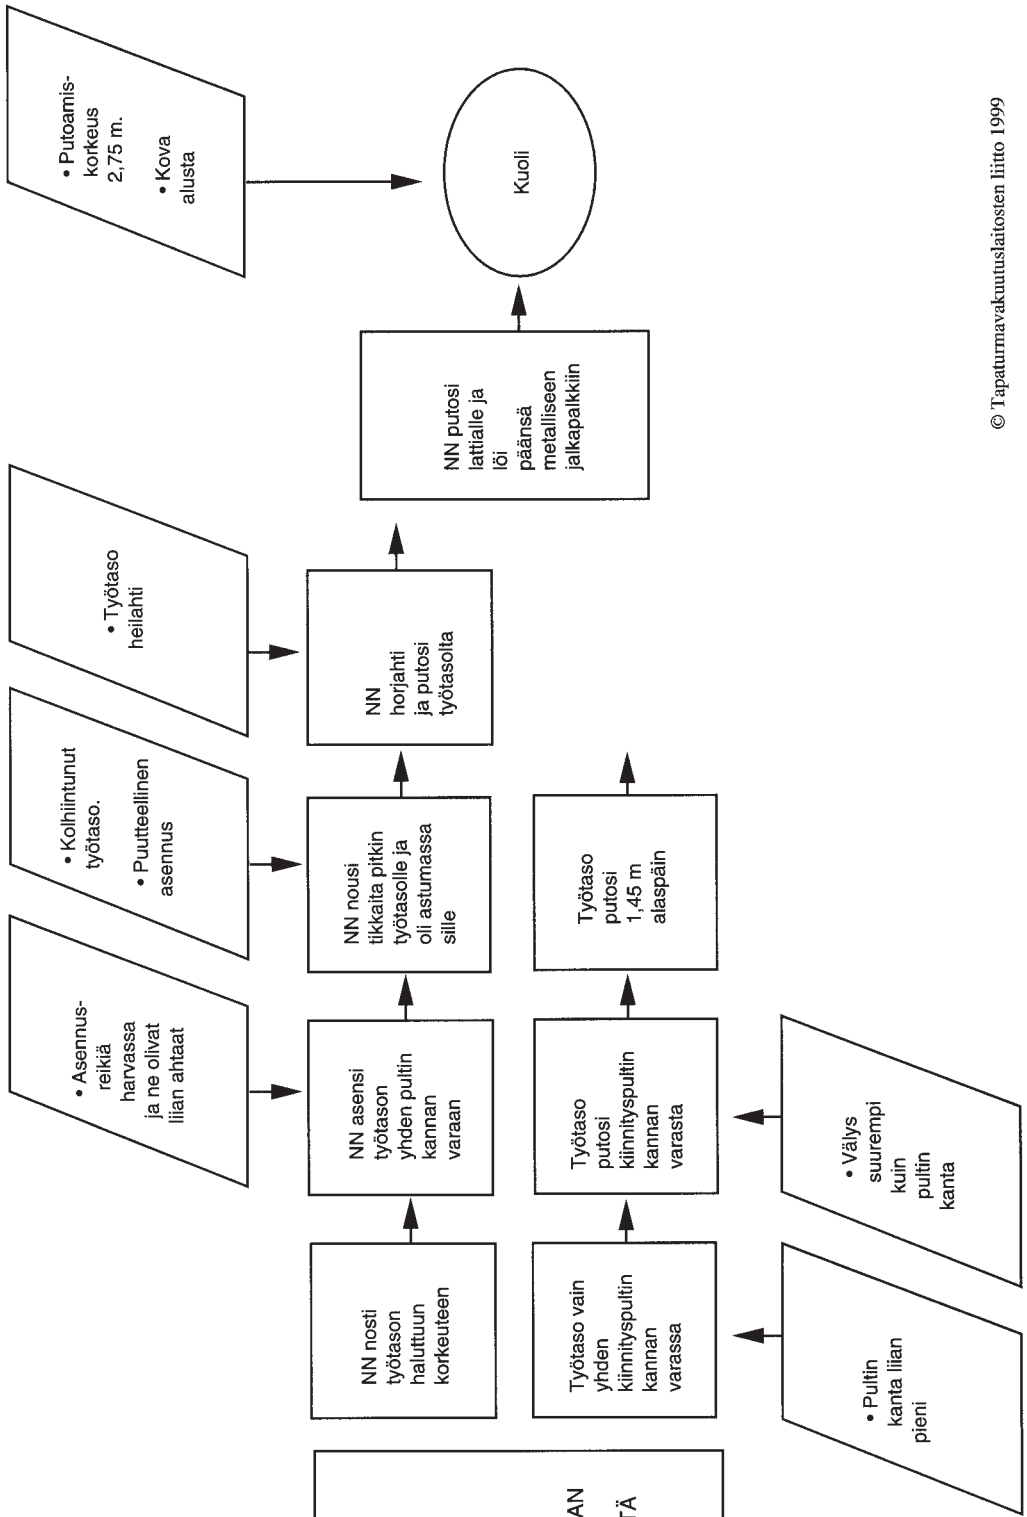 AN
TÄ
NN nosti
työtason
haluttuun
korkeuteen
• Asennus-
reikiä
harvassa
ja ne olivat
liian ahtaat
NN asensi
työtason
yhden pultin
kannan
varaan
• Kolhiintunut
työtaso.
• Puutteellinen
asennus
NN nousi
tikkaita pitkin
työtasolle ja
oli astumassa
sille
• Työtaso
heilahti
NN
horjahti
ja putosi
työtasolta
NN putosi
lattialle ja
löi
päänsä
metalliseen
jalkapalkkiin
• Putoamis-
korkeus
2,75 m.
• Kova
alusta
Kuoli
Työtaso vain
yhden
kiinnityspultin
kannan
varassa
Työtaso
putosi
kiinnityspultin
kannan
varasta
Työtaso
putosi
1,45 m
alaspäin
• Pultin
kanta liian
pieni
• Välys
suurempi
kuin
pultin
kanta
© Tapaturmavakuutuslaitosten liitto 1999